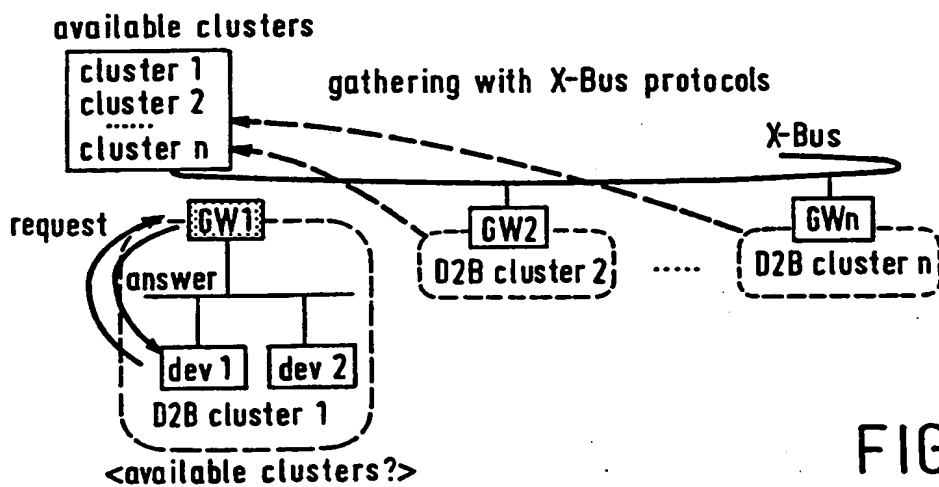 available clusters
cluster 1
cluster 2
......
cluster n
gathering with X-Bus protocols
X-Bus
request
GW1
GW2
GWn
D2B cluster 2
.....
D2B cluster n
answer
dev 1
dev 2
D2B cluster 1
<available clusters?>
FIG